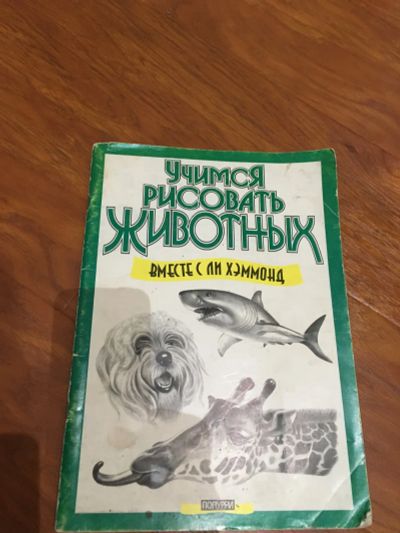 УЧИМСЯ
РИСОВАТЬ
ЖИВОТНЫХ
ВМЕСТЕ С ЛИ ХЭММОНД
ПОПУРРИ